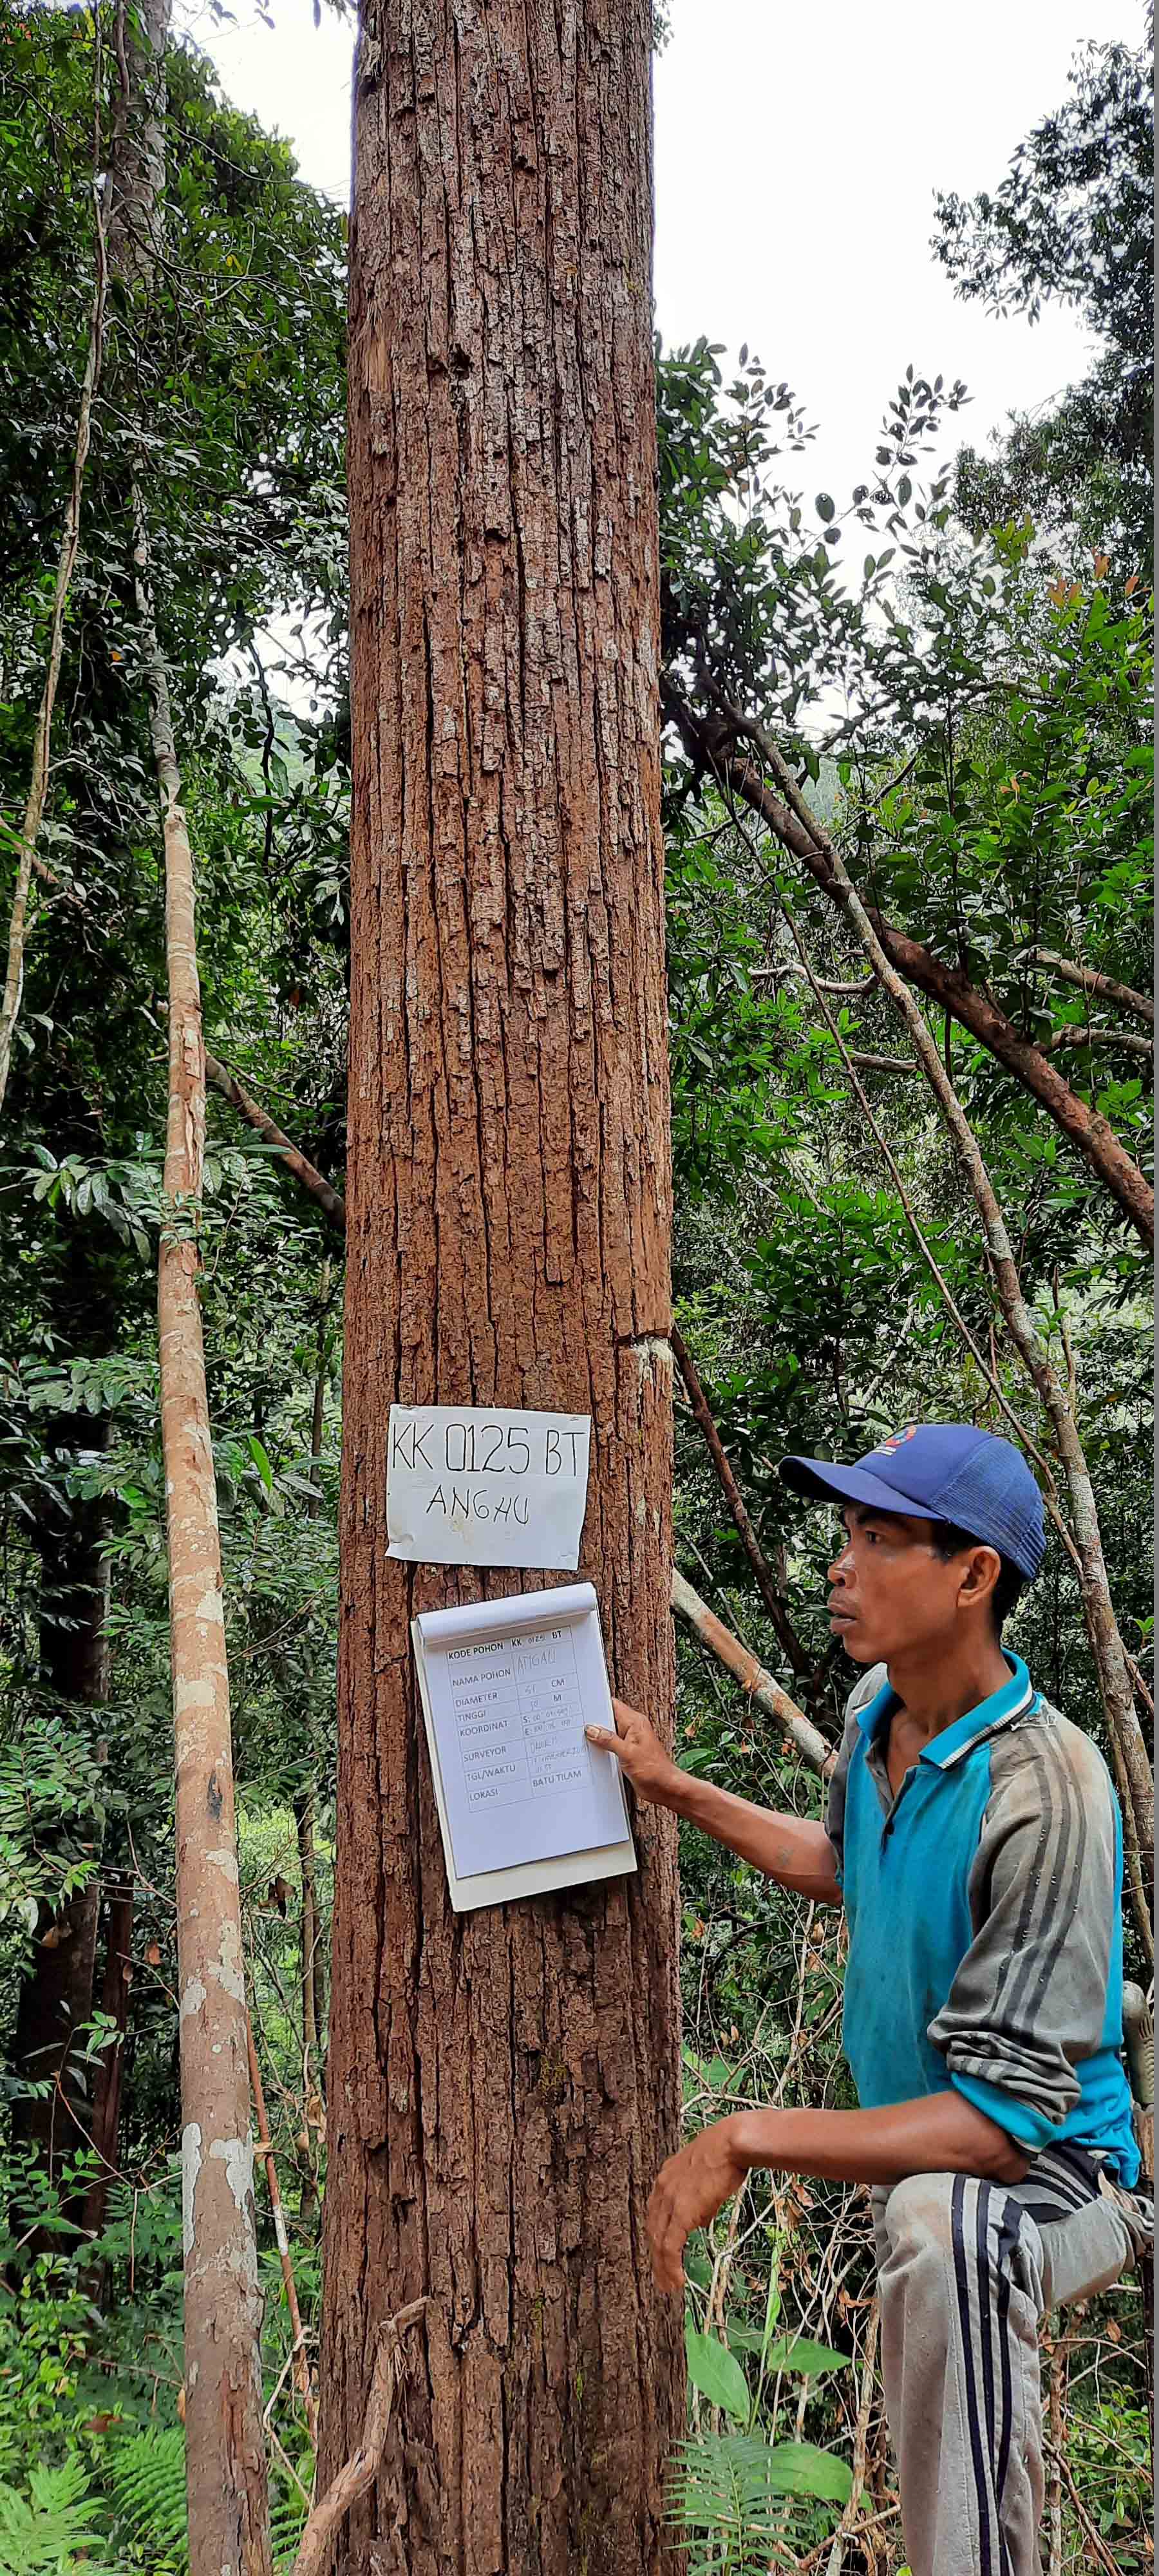 KK 0125 BT
ANGHU
KODE POHON KK 0125 BT
NAMA POHON
DIAMETER 51 CM
TINGGI M
KOORDINAT S:
E:
SURVEYOR
TGL/WAKTU
LOKASI BATU TILAM